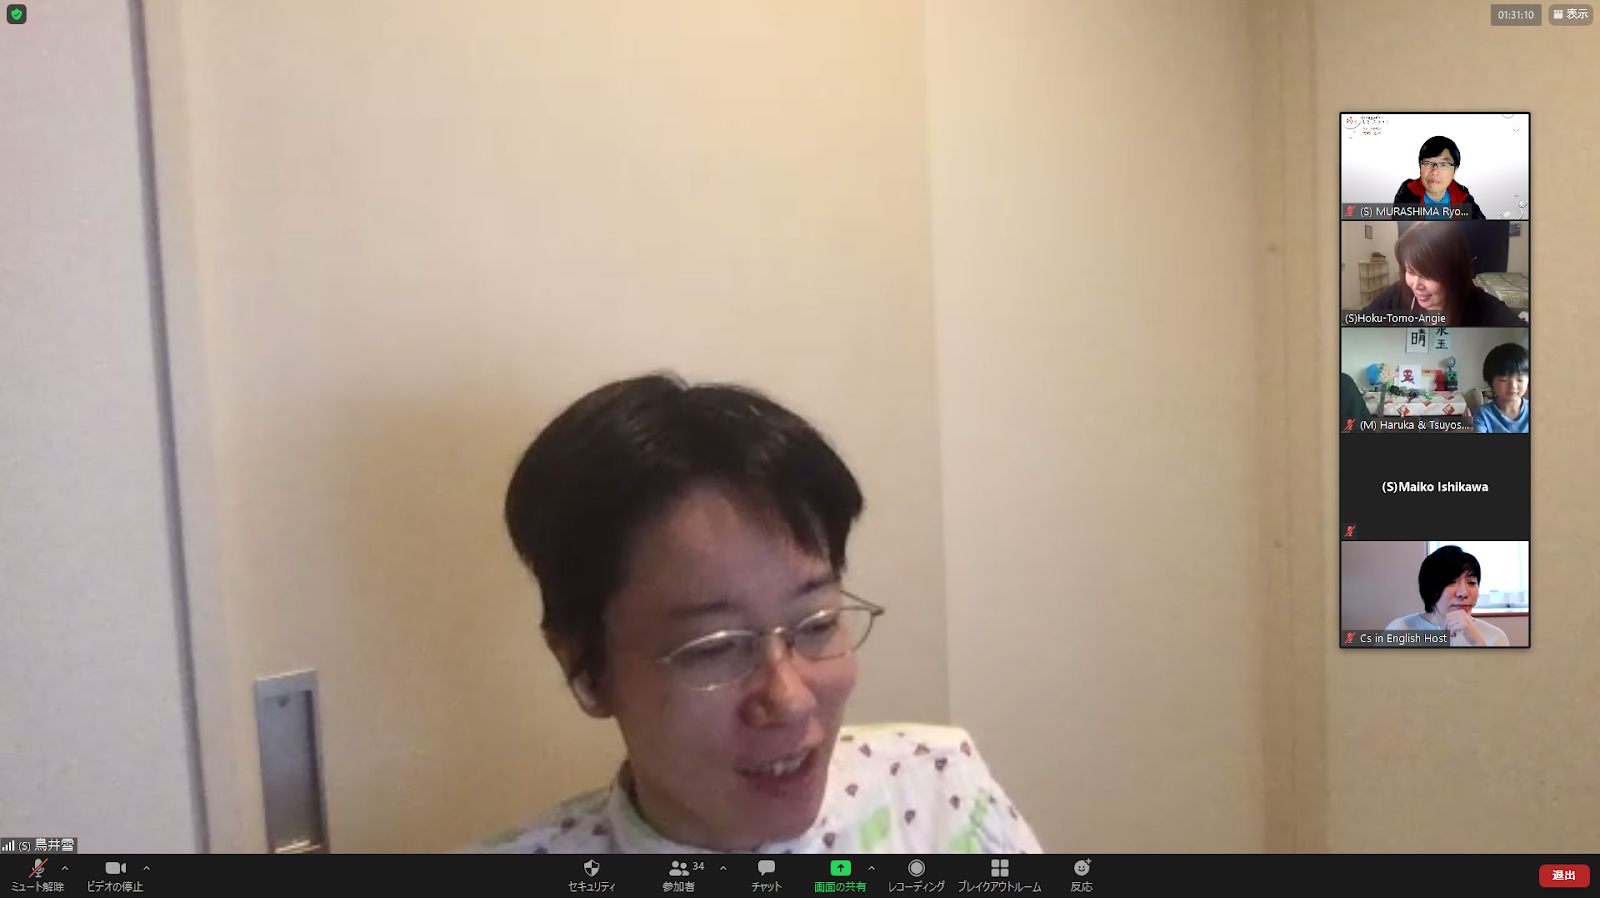 01:31:10
表示
(S) MURASHIMA Ryo...
(S)Hoku-Tomo-Angie
晴
(M) Haruka & Tsuyos...
(S)Maiko Ishikawa
Cs in English Host
(S) 鳥井雪
ミュート解除
ビデオの停止
セキュリティ
34
参加者
チャット
画面の共有
レコーディング
ブレイクアウトルーム
反応
退出